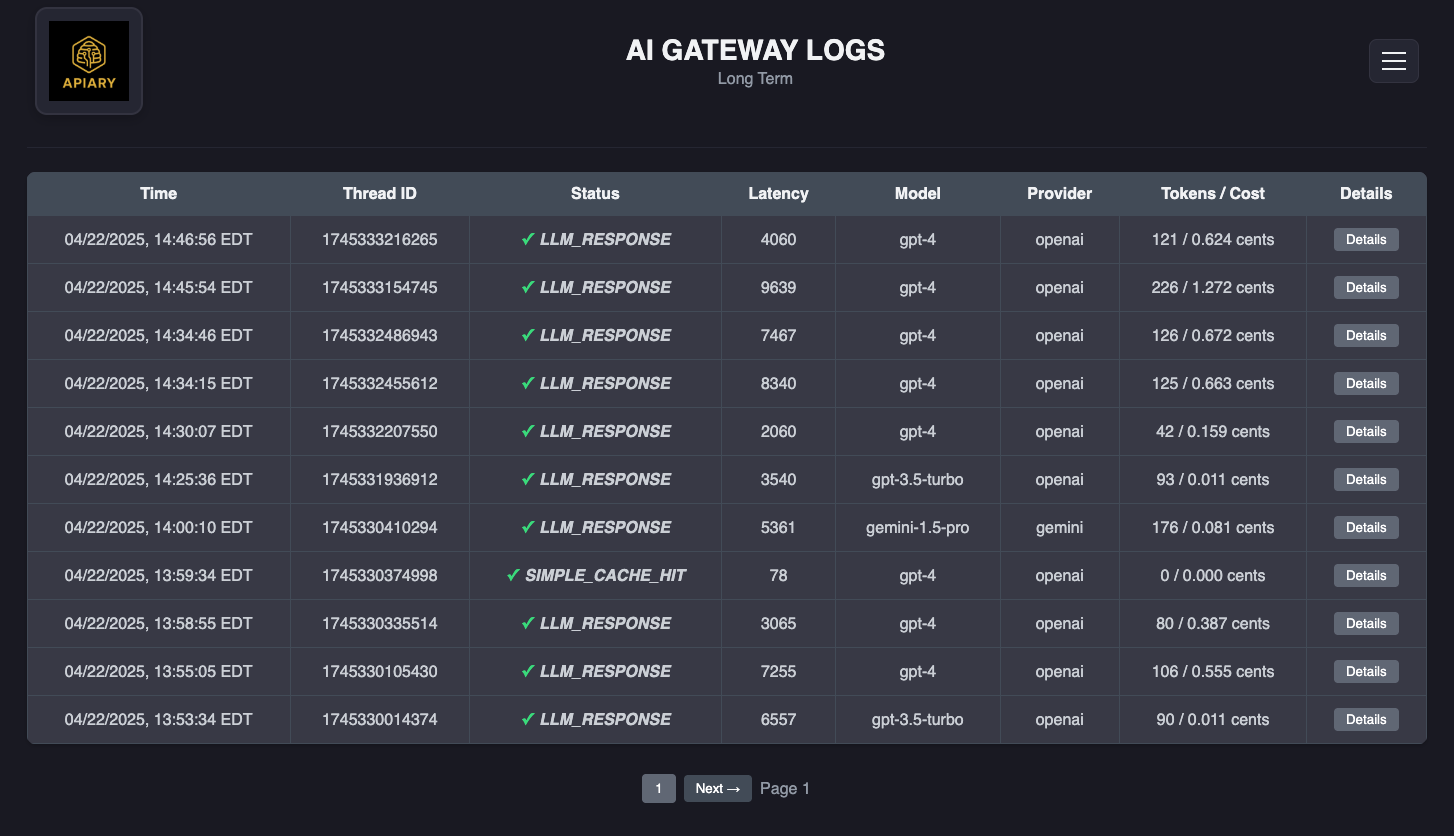 APIARY
AI GATEWAY LOGS
Long Term
Time Thread ID Status Latency Model Provider Tokens / Cost Details
04/22/2025, 14:46:56 EDT 1745333216265 ✓ LLM_RESPONSE 4060 gpt-4 openai 121 / 0.624 cents Details
04/22/2025, 14:45:54 EDT 1745333154745 ✓ LLM_RESPONSE 9639 gpt-4 openai 226 / 1.272 cents Details
04/22/2025, 14:34:46 EDT 1745332486943 ✓ LLM_RESPONSE 7467 gpt-4 openai 126 / 0.672 cents Details
04/22/2025, 14:34:15 EDT 1745332455612 ✓ LLM_RESPONSE 8340 gpt-4 openai 125 / 0.663 cents Details
04/22/2025, 14:30:07 EDT 1745332207550 ✓ LLM_RESPONSE 2060 gpt-4 openai 42 / 0.159 cents Details
04/22/2025, 14:25:36 EDT 1745331936912 ✓ LLM_RESPONSE 3540 gpt-3.5-turbo openai 93 / 0.011 cents Details
04/22/2025, 14:00:10 EDT 1745330410294 ✓ LLM_RESPONSE 5361 gemini-1.5-pro gemini 176 / 0.081 cents Details
04/22/2025, 13:59:34 EDT 1745330374998 ✓ SIMPLE_CACHE_HIT 78 gpt-4 openai 0 / 0.000 cents Details
04/22/2025, 13:58:55 EDT 1745330335514 ✓ LLM_RESPONSE 3065 gpt-4 openai 80 / 0.387 cents Details
04/22/2025, 13:55:05 EDT 1745330105430 ✓ LLM_RESPONSE 7255 gpt-4 openai 106 / 0.555 cents Details
04/22/2025, 13:53:34 EDT 1745330014374 ✓ LLM_RESPONSE 6557 gpt-3.5-turbo openai 90 / 0.011 cents Details
1 Next → Page 1